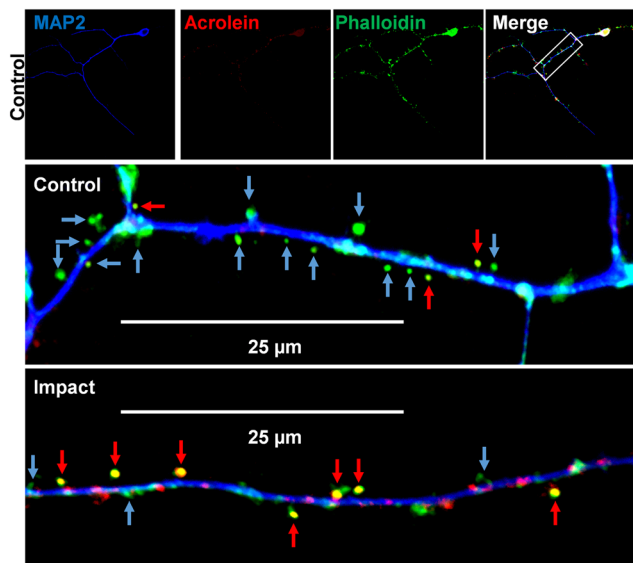 MAP2 Acrolein Phalloidin Merge
Control
Control
25 µm
Impact
25 µm